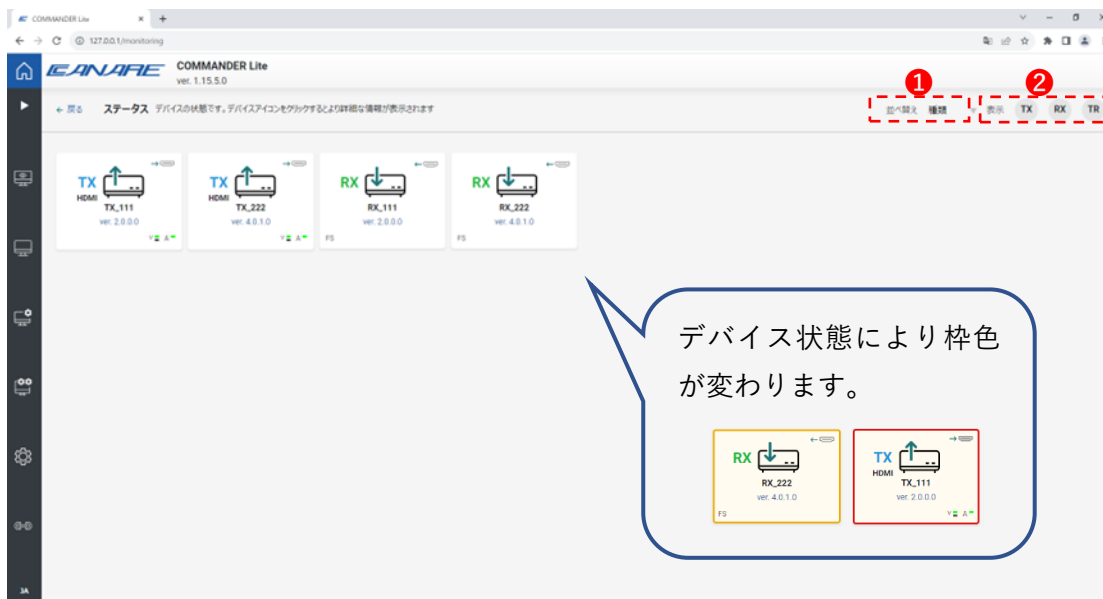 COMMANDER Lite
127.0.0.1/monitoring
CANARE COMMANDER Lite
ver. 1.15.5.0
← 戻る ステータス デバイスの状態です。デバイスアイコンをクリックするとより詳細な情報が表示されます
1
並べ替え 種類
2
表示 TX RX TR
TX
HDMI
TX_111
ver. 2.0.0.0
V A
TX
HDMI
TX_222
ver. 4.0.1.0
V A
RX
RX_111
ver. 2.0.0.0
FS
RX
RX_222
ver. 4.0.1.0
FS
デバイス状態により枠色
が変わります。
RX
RX_222
ver. 4.0.1.0
FS
TX
HDMI
TX_111
ver. 2.0.0.0
V A
3A